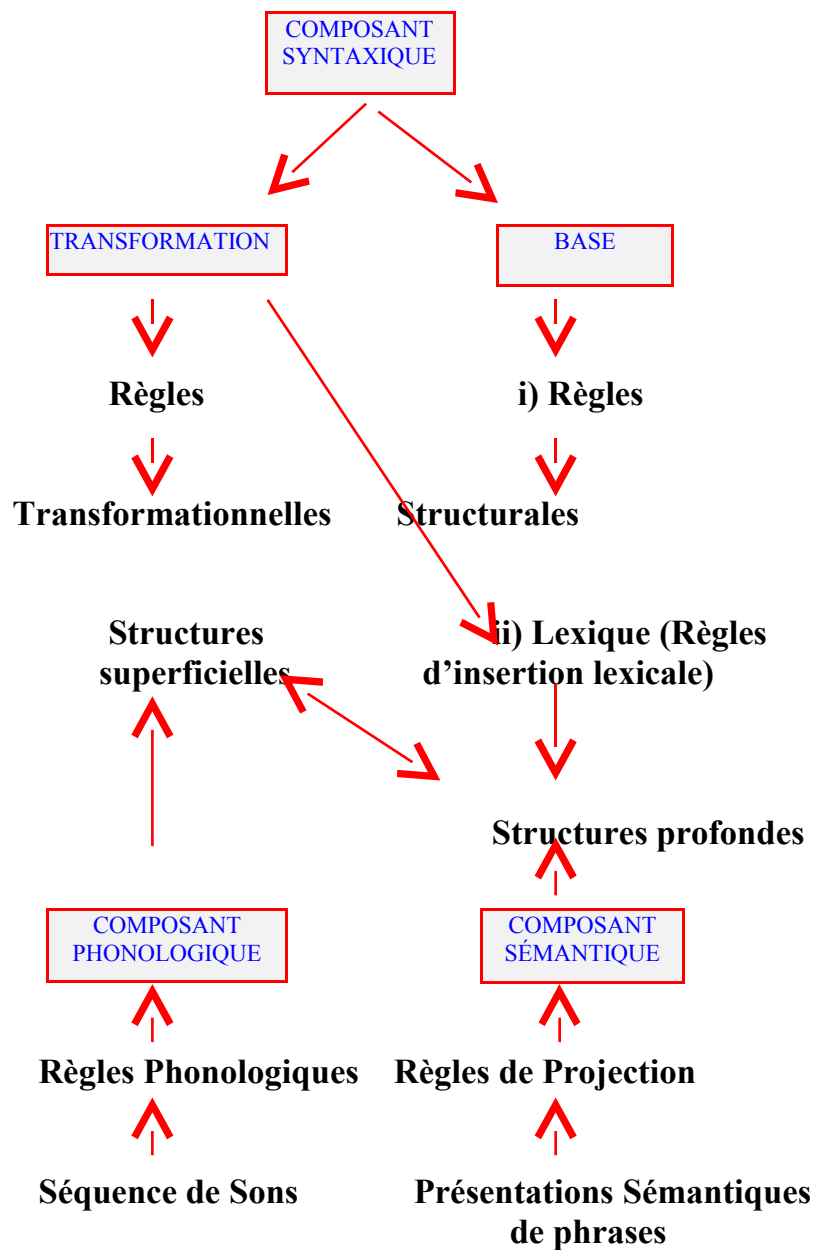 COMPOSANT
SYNTAXIQUE
TRANSFORMATION
BASE
Règles
i) Règles
Transformationnelles
Structurales
Structures
superficielles
ii) Lexique (Règles
d’insertion lexicale)
Structures profondes
COMPOSANT
PHONOLOGIQUE
COMPOSANT
SÉMANTIQUE
Règles Phonologiques
Règles de Projection
Séquence de Sons
Présentations Sémantiques
de phrases